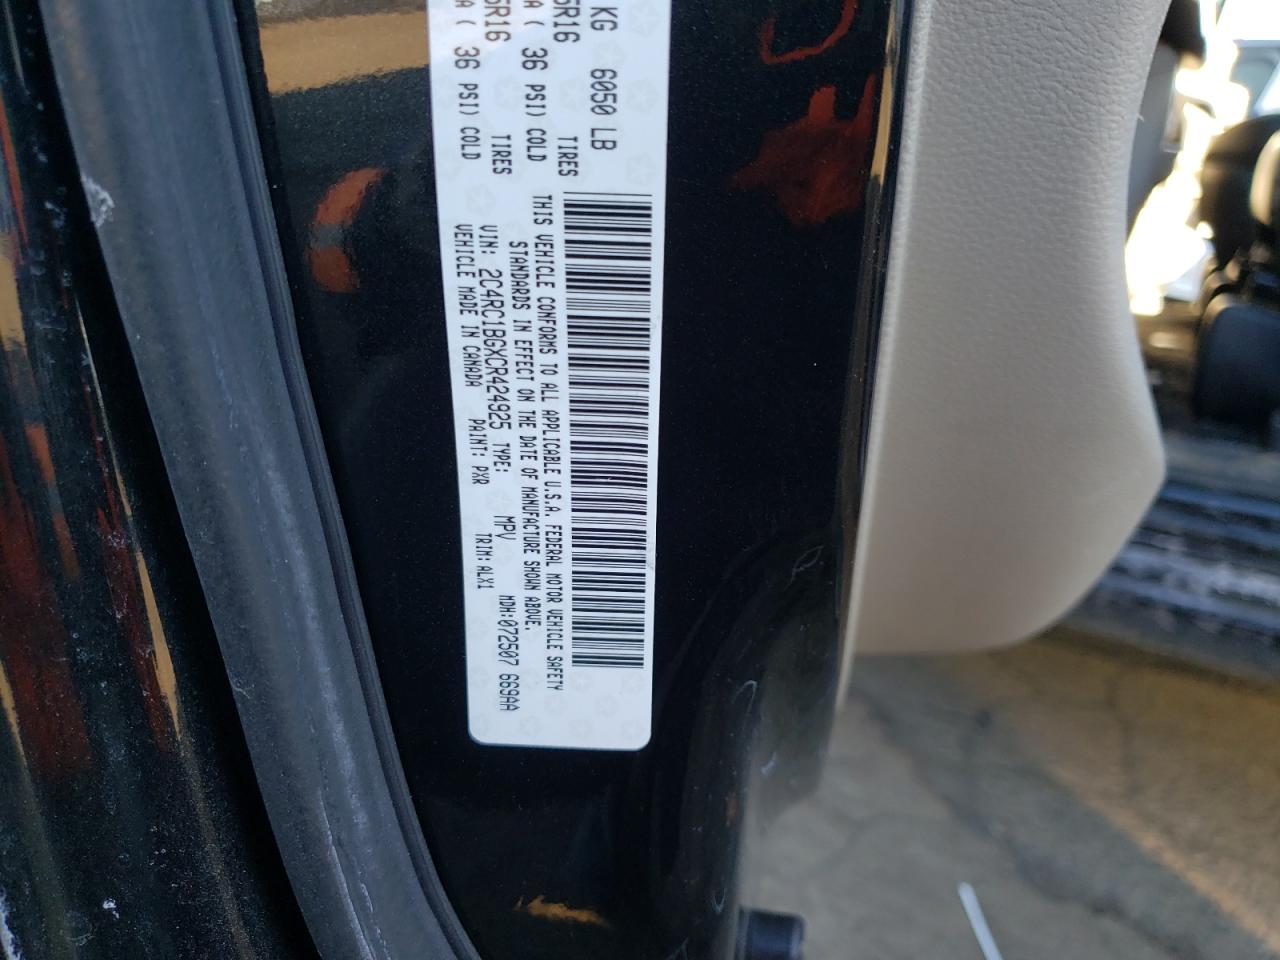 KG 6050 LB
5R16 TIRES
A ( 36 PSI) COLD
5R16 TIRES
A ( 36 PSI) COLD
THIS VEHICLE CONFORMS TO ALL APPLICABLE U.S.A. FEDERAL MOTOR VEHICLE SAFETY
STANDARDS IN EFFECT ON THE DATE OF MANUFACTURE SHOWN ABOVE.
VIN: 2C4RC1BGXCR424925 TYPE: MPV MDH:072507 669AA
VEHICLE MADE IN CANADA PAINT: PXR TRIM: ALX1